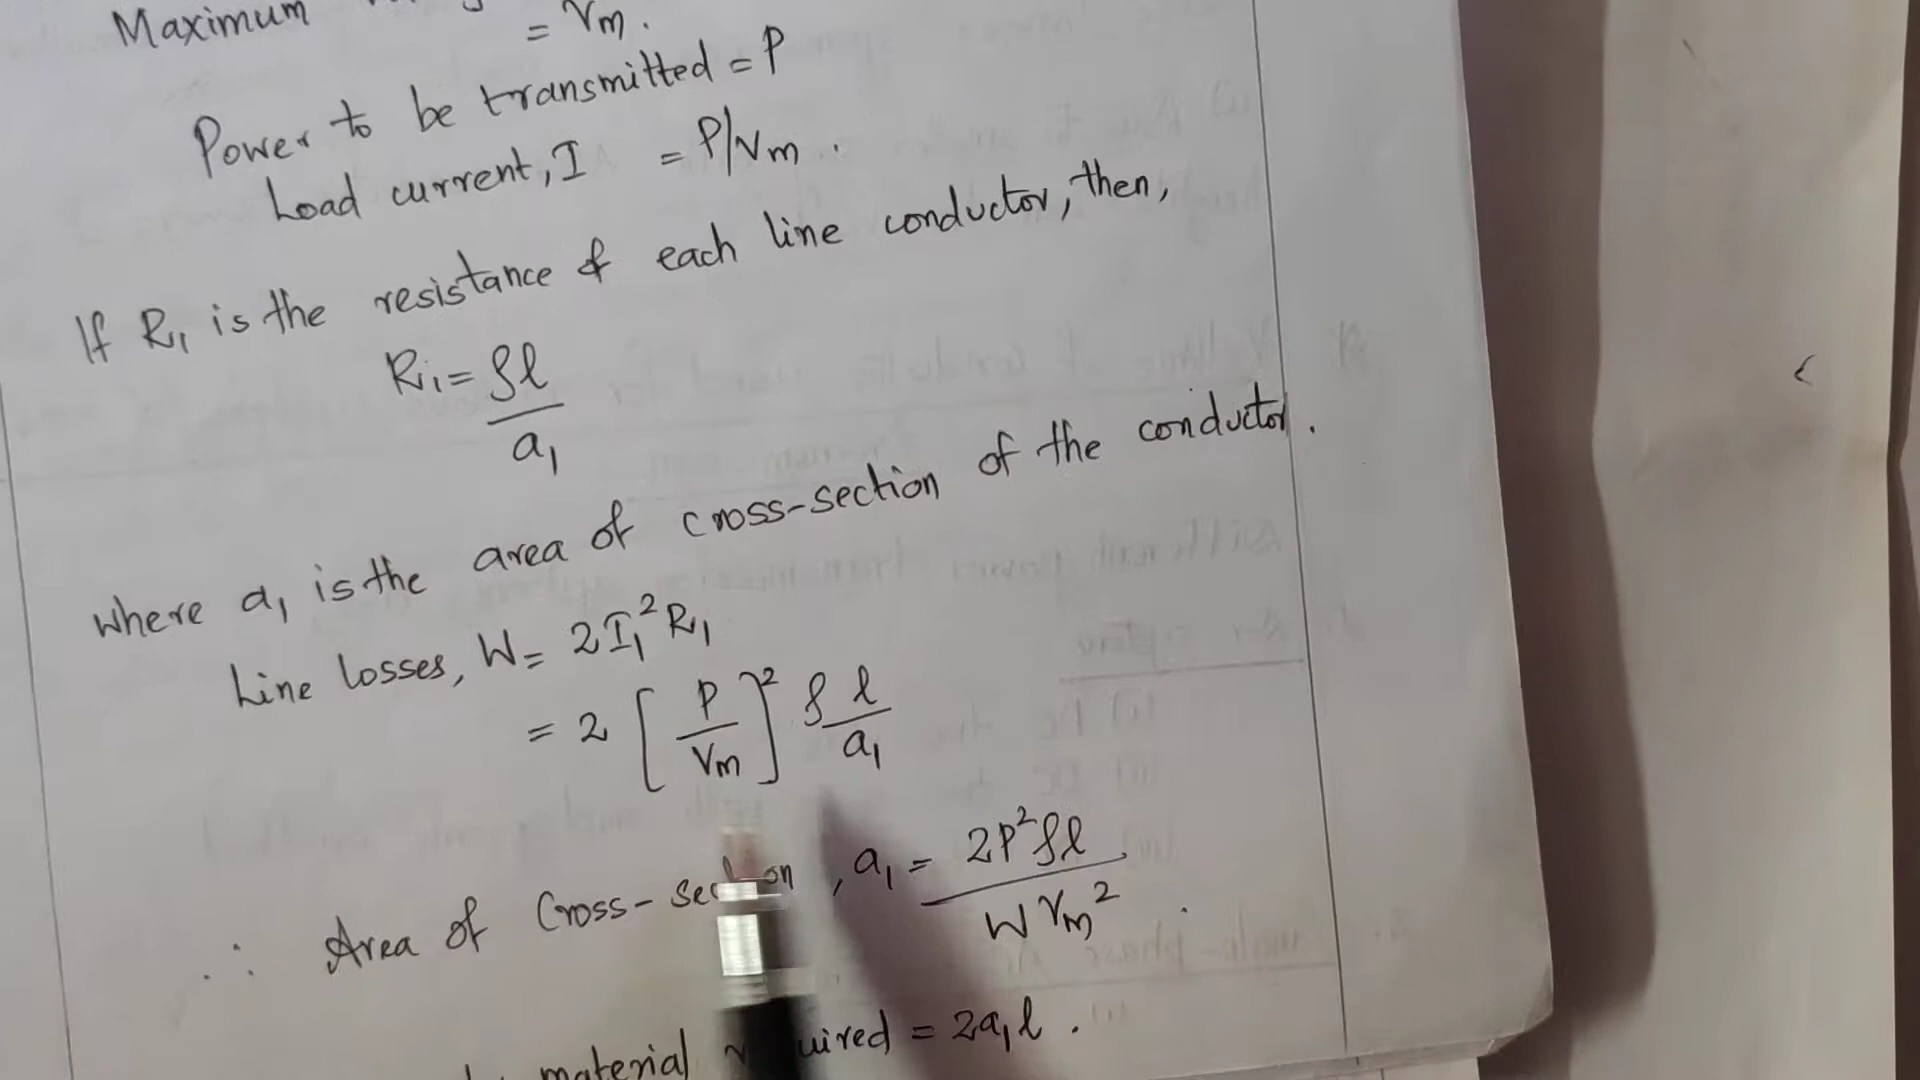 Maximum
= Vm.
Power to be transmitted = P
Load current, I = P/Vm.
If R1 is the resistance of each line conductor, then,
R1 = ρl
a1
where a1 is the area of cross-section of the conductor.
Line losses, W = 2I1²R1
= 2 [P/Vm]² ρ l/a1
∴ Area of Cross-section, a1 = 2P²ρl
WVm².
material required = 2a1l.